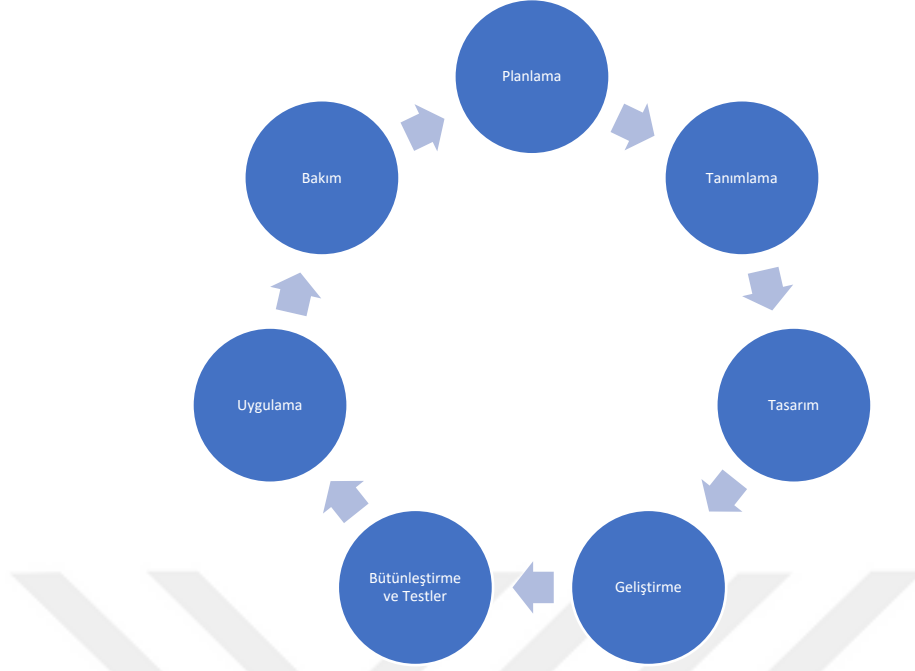 Planlama
Tanımlama
Tasarım
Geliştirme
Bütünleştirme
ve Testler
Uygulama
Bakım